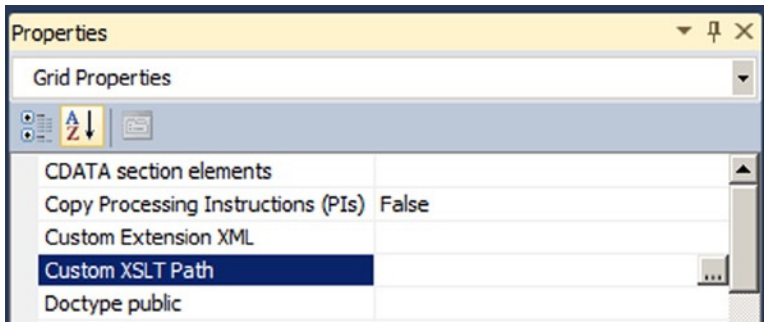 Properties
Grid Properties
CDATA section elements
Copy Processing Instructions (PIs) False
Custom Extension XML
Custom XSLT Path ...
Doctype public